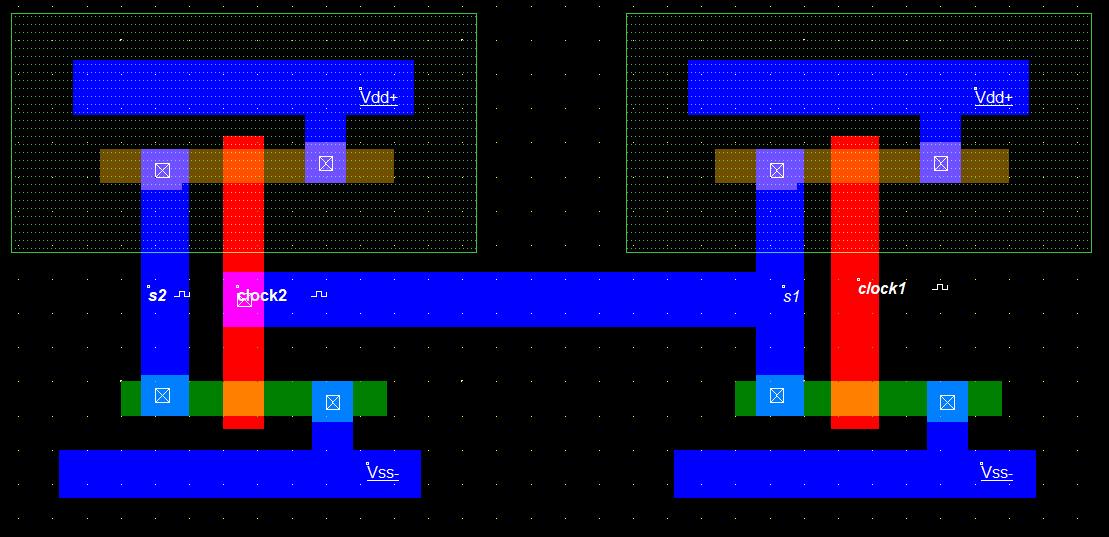 Vdd+
Vdd+
s2
clock2
s1
clock1
Vss-
Vss-